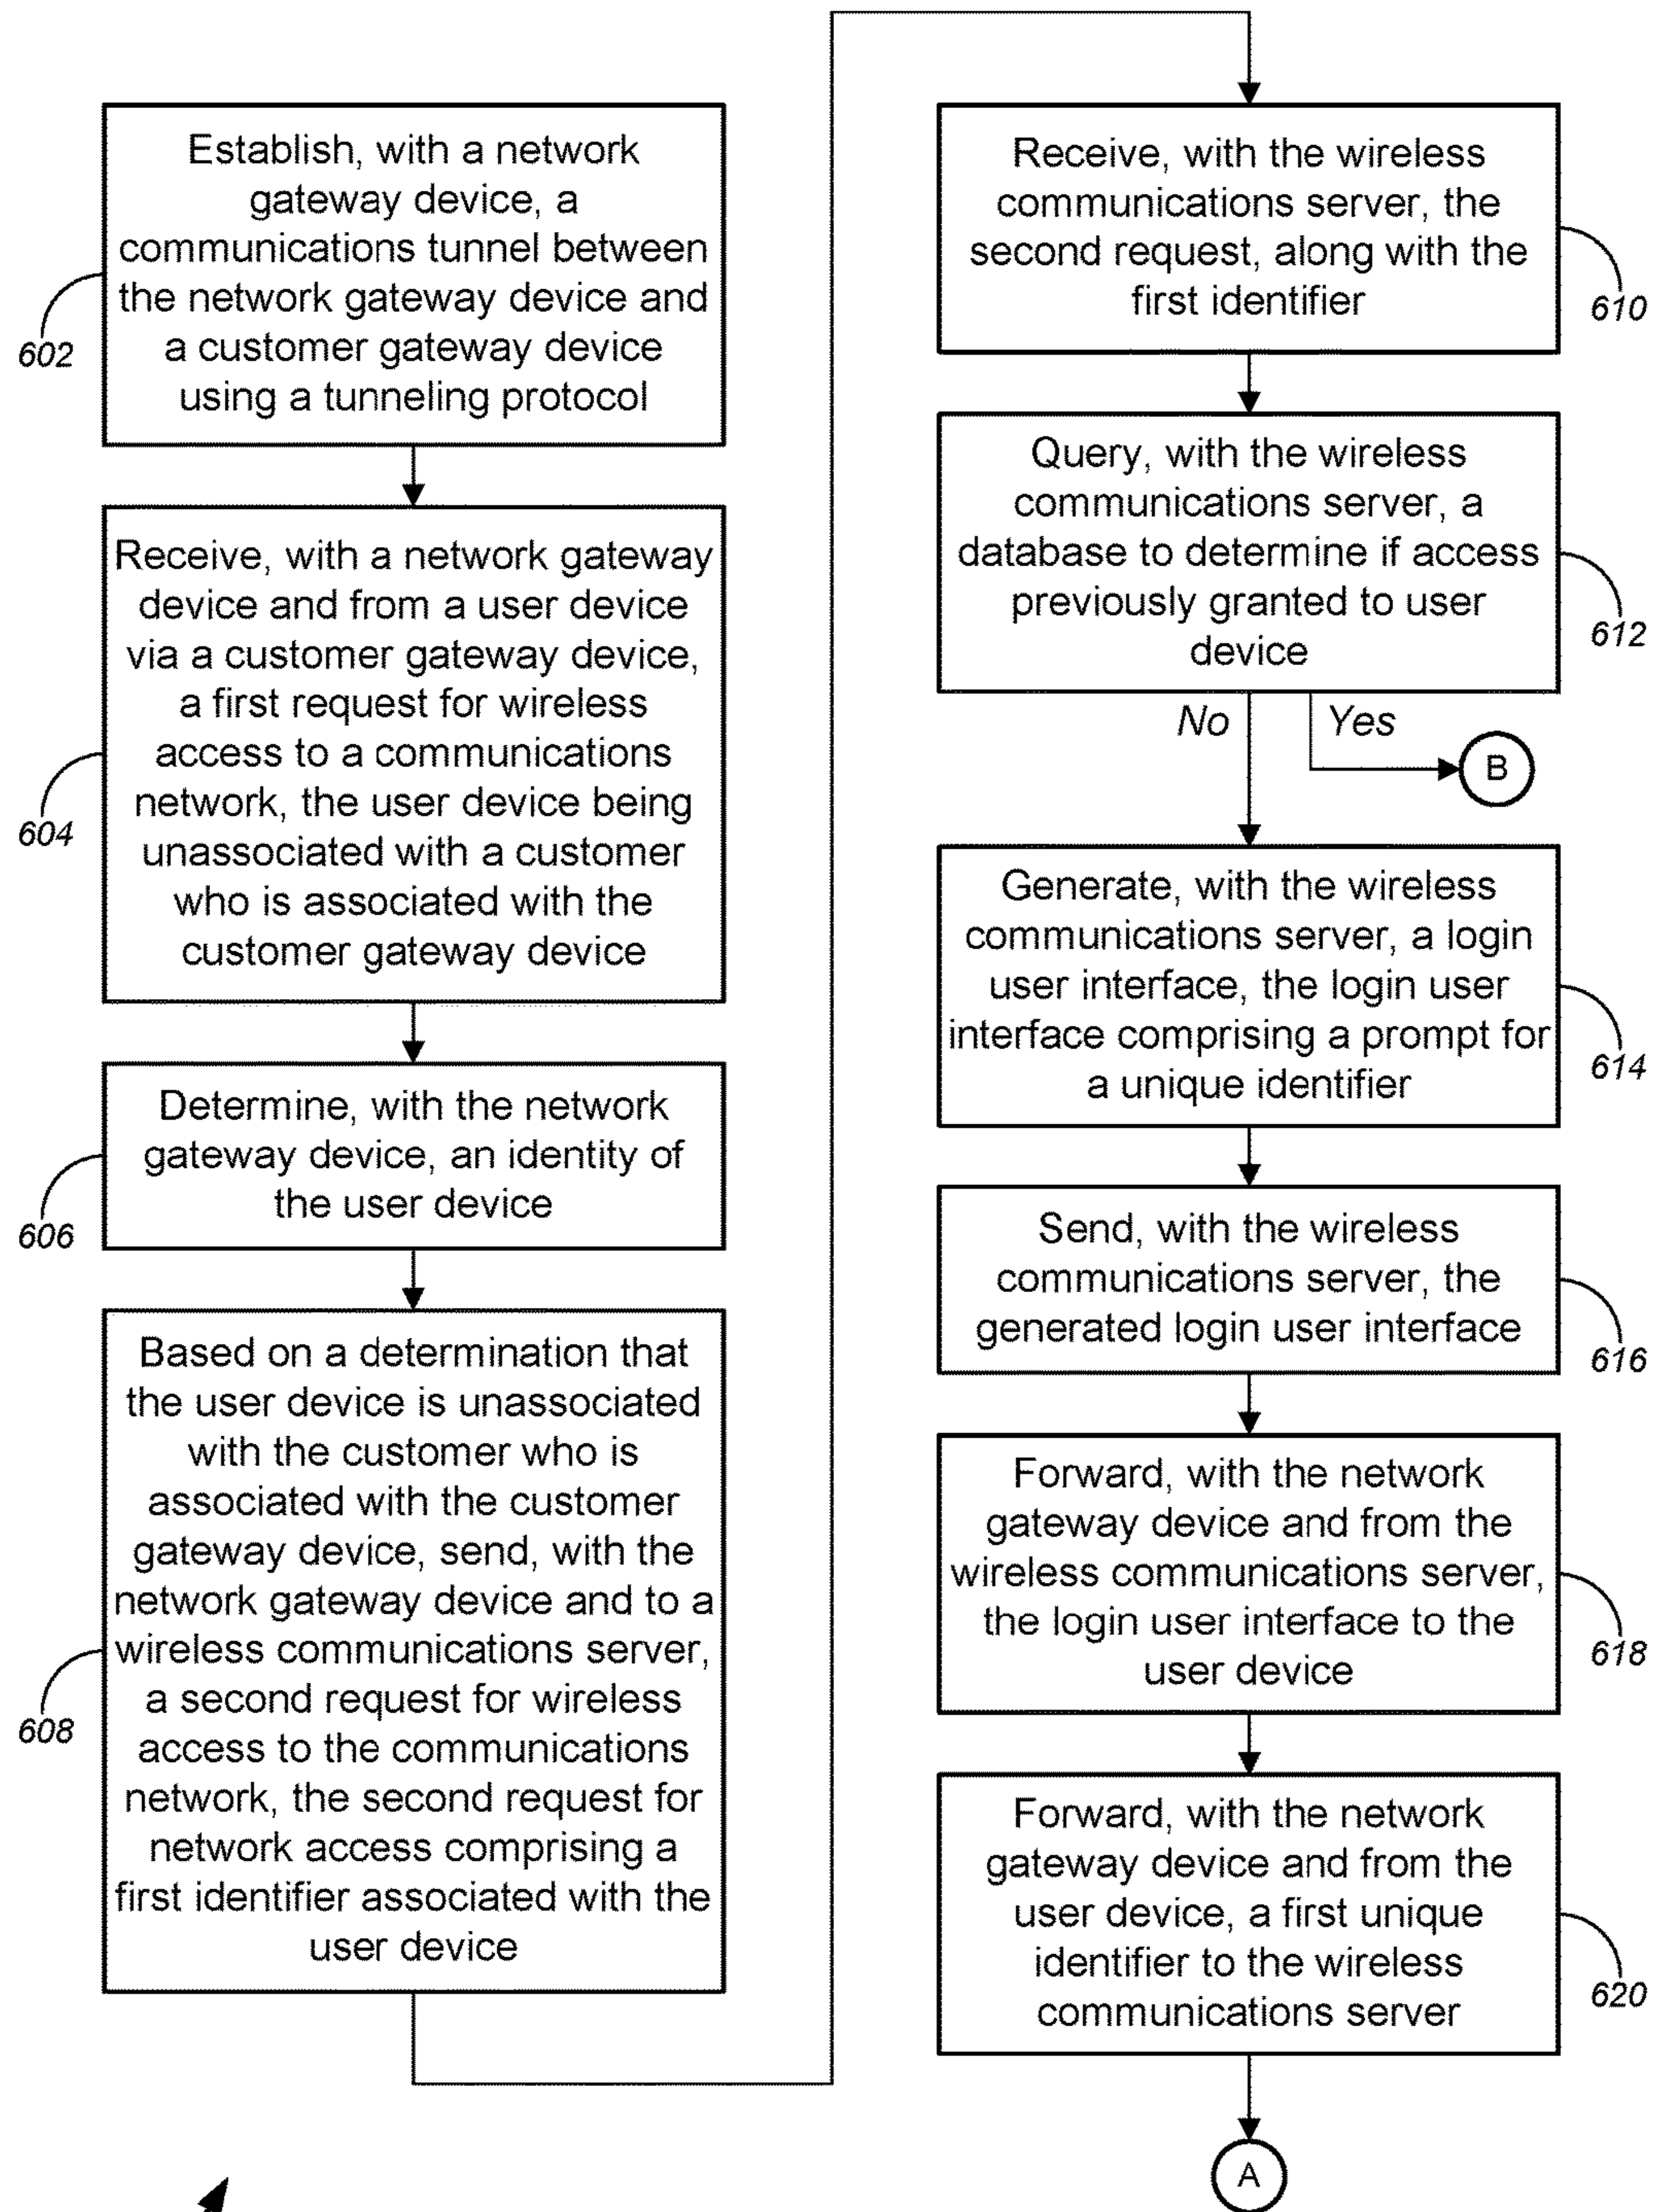 Establish, with a network
gateway device, a
communications tunnel between
the network gateway device and
a customer gateway device
using a tunneling protocol
602
Receive, with a network gateway
device and from a user device
via a customer gateway device,
a first request for wireless
access to a communications
network, the user device being
unassociated with a customer
who is associated with the
customer gateway device
604
Determine, with the network
gateway device, an identity of
the user device
606
Based on a determination that
the user device is unassociated
with the customer who is
associated with the customer
gateway device, send, with the
network gateway device and to a
wireless communications server,
a second request for wireless
access to the communications
network, the second request for
network access comprising a
first identifier associated with the
user device
608
Receive, with the wireless
communications server, the
second request, along with the
first identifier
610
Query, with the wireless
communications server, a
database to determine if access
previously granted to user
device
612
No
Yes
B
Generate, with the wireless
communications server, a login
user interface, the login user
interface comprising a prompt for
a unique identifier
614
Send, with the wireless
communications server, the
generated login user interface
616
Forward, with the network
gateway device and from the
wireless communications server,
the login user interface to the
user device
618
Forward, with the network
gateway device and from the
user device, a first unique
identifier to the wireless
communications server
620
A